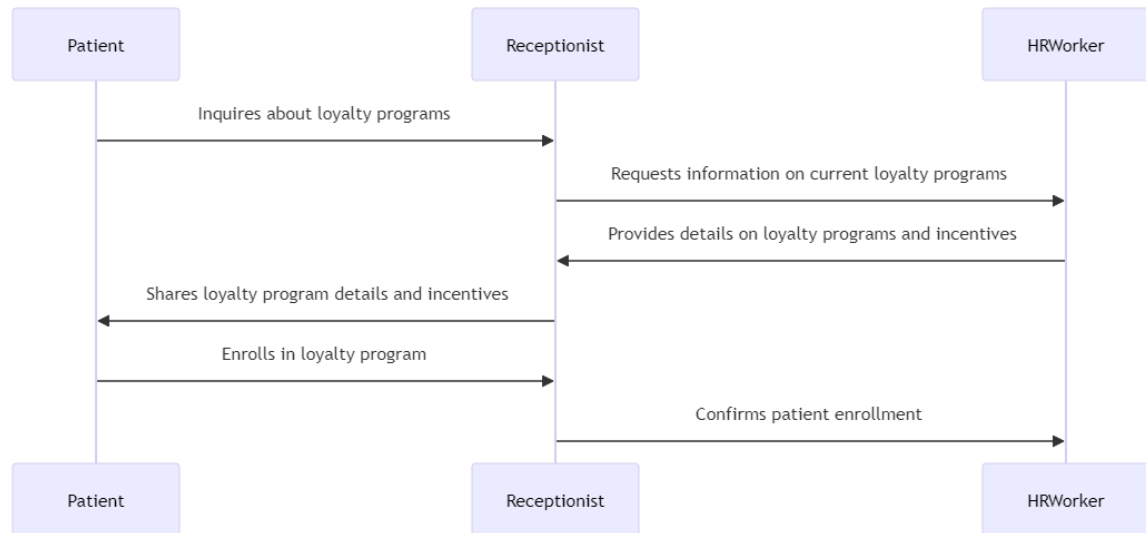 Patient
Receptionist
HRWorker
Inquires about loyalty programs
Requests information on current loyalty programs
Provides details on loyalty programs and incentives
Shares loyalty program details and incentives
Enrolls in loyalty program
Confirms patient enrollment
Patient
Receptionist
HRWorker